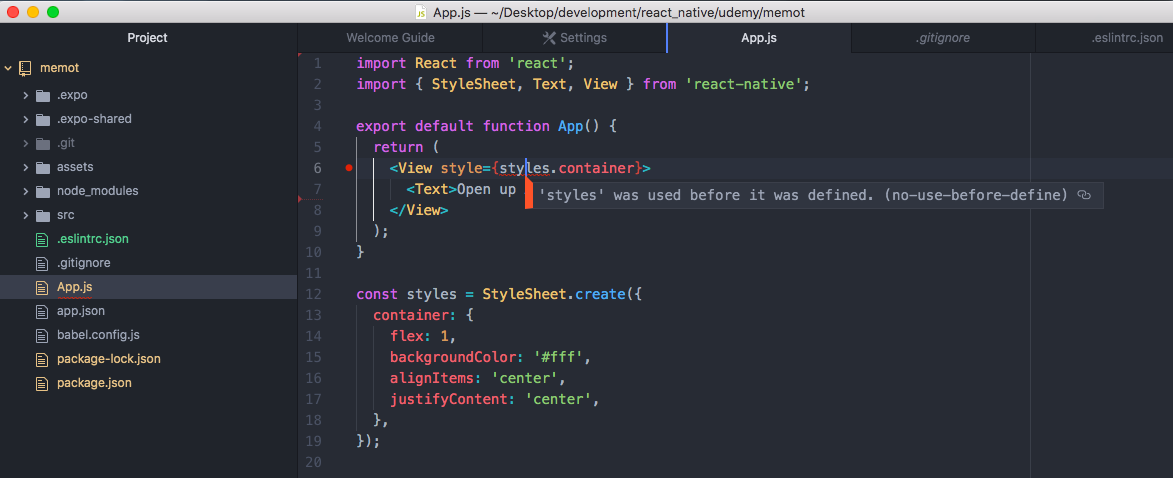 App.js — ~/Desktop/development/react_native/udemy/memot
Project
Welcome Guide
Settings
App.js
.gitignore
.eslintrc.json
memot
.expo
.expo-shared
.git
assets
node_modules
src
.eslintrc.json
.gitignore
App.js
app.json
babel.config.js
package-lock.json
package.json
1 import React from 'react';
2 import { StyleSheet, Text, View } from 'react-native';
3
4 export default function App() {
5 return (
6 <View style={styles.container}>
7 <Text>Open up
'styles' was used before it was defined. (no-use-before-define)
8 </View>
9 );
10 }
11
12 const styles = StyleSheet.create({
13 container: {
14 flex: 1,
15 backgroundColor: '#fff',
16 alignItems: 'center',
17 justifyContent: 'center',
18 },
19 });
20